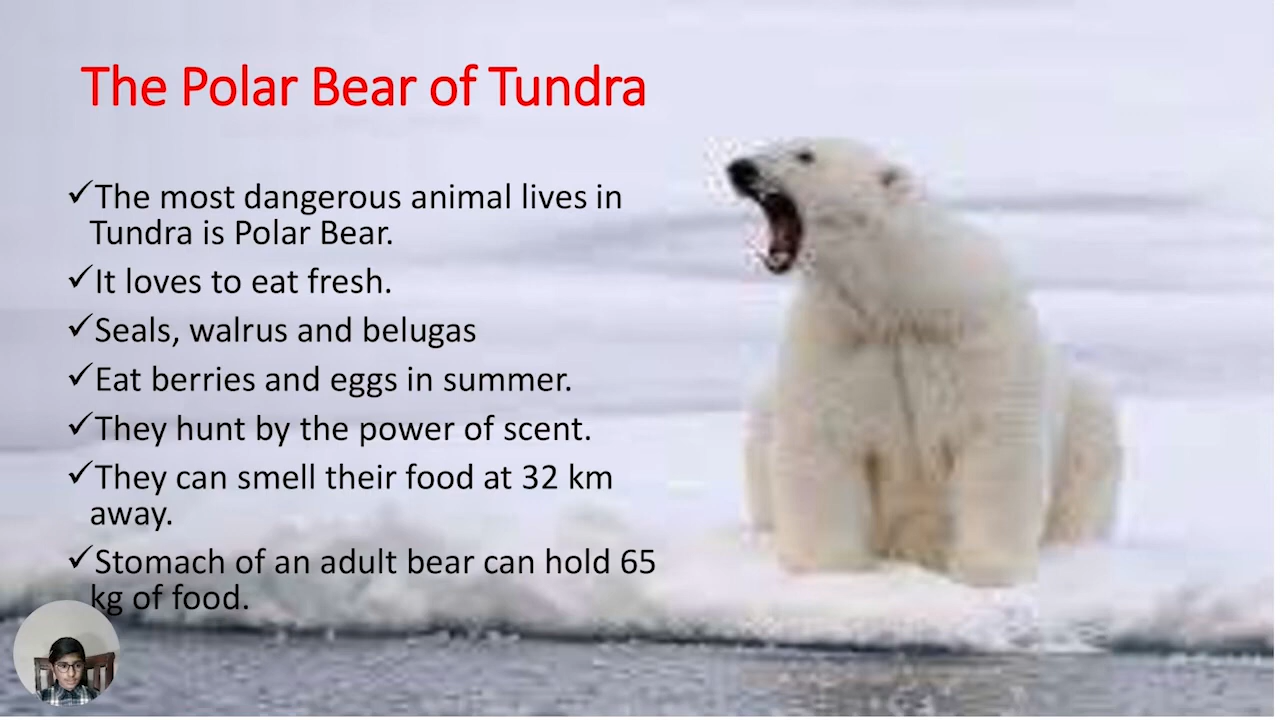 The Polar Bear of Tundra
✓The most dangerous animal lives in
Tundra is Polar Bear.
✓It loves to eat fresh.
✓Seals, walrus and belugas
✓Eat berries and eggs in summer.
✓They hunt by the power of scent.
✓They can smell their food at 32 km
away.
✓Stomach of an adult bear can hold 65
kg of food.